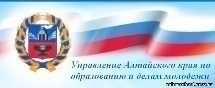 Управление Алтайского края по
образованию и делам молодежи